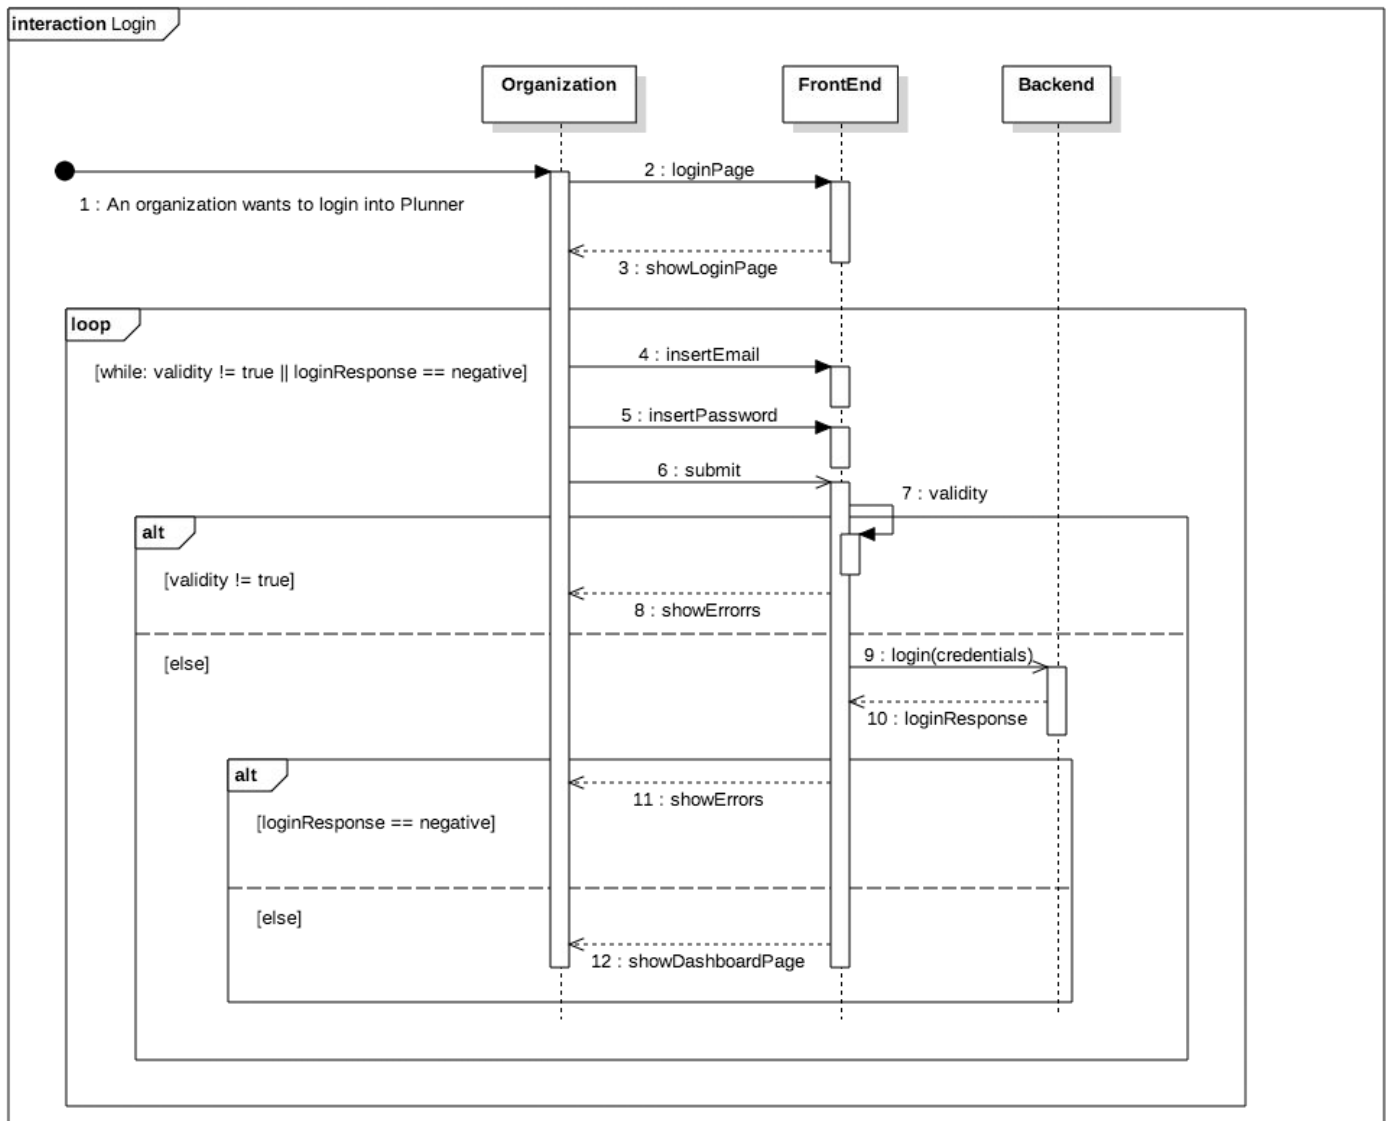 interaction Login
Organization
FrontEnd
Backend
2 : loginPage
1 : An organization wants to login into Plunner
3 : showLoginPage
loop
[while: validity != true || loginResponse == negative]
4 : insertEmail
5 : insertPassword
6 : submit
7 : validity
alt
[validity != true]
8 : showErorrs
[else]
9 : login(credentials)
10 : loginResponse
alt
11 : showErrors
[loginResponse == negative]
[else]
12 : showDashboardPage